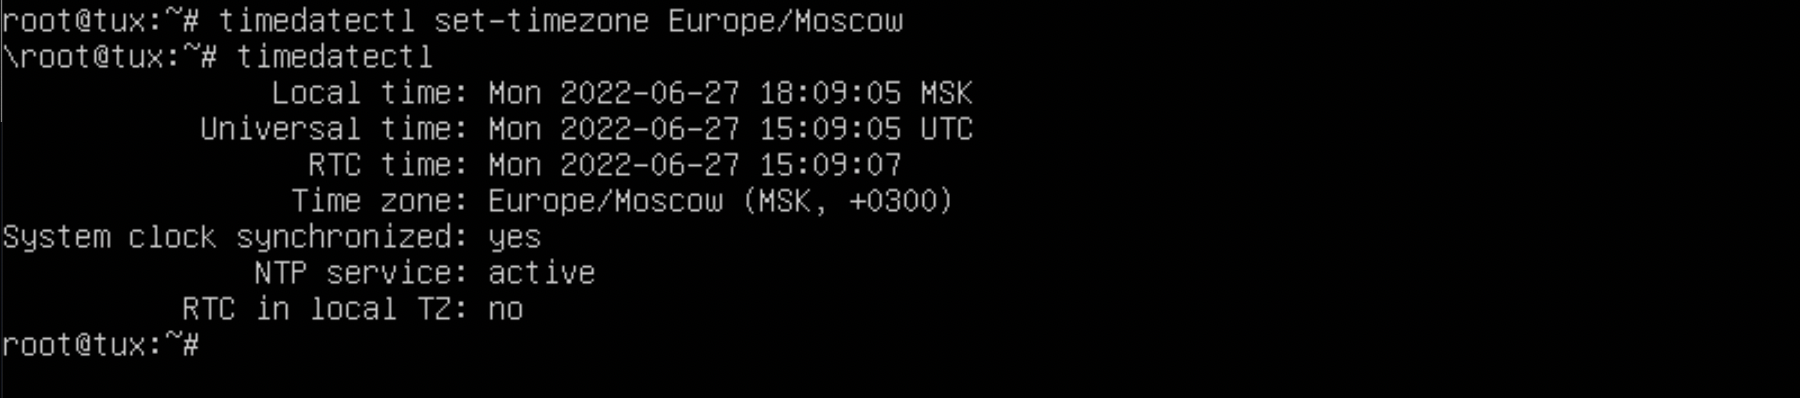 root@tux:~# timedatectl set-timezone Europe/Moscow
\root@tux:~# timedatectl
Local time: Mon 2022-06-27 18:09:05 MSK
Universal time: Mon 2022-06-27 15:09:05 UTC
RTC time: Mon 2022-06-27 15:09:07
Time zone: Europe/Moscow (MSK, +0300)
System clock synchronized: yes
NTP service: active
RTC in local TZ: no
root@tux:~#